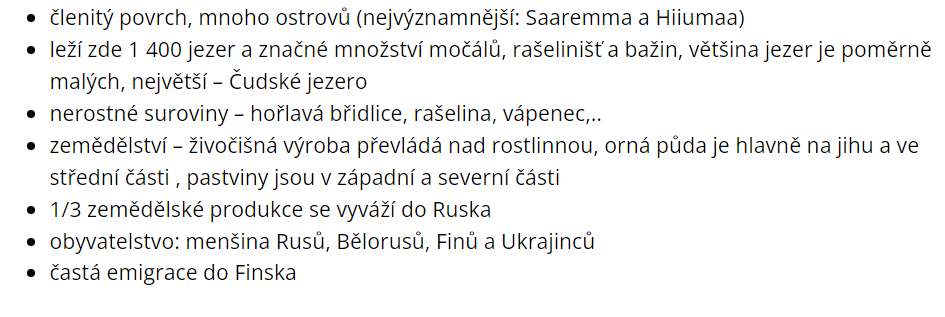 • členitý povrch, mnoho ostrovů (nejvýznamnější: Saaremma a Hiiumaa)
• leží zde 1 400 jezer a značné množství močálů, rašelinišť a bažin, většina jezer je poměrně
malých, největší – Čudské jezero
• nerostné suroviny – hořlavá břidlice, rašelina, vápenec,..
• zemědělství – živočišná výroba převládá nad rostlinnou, orná půda je hlavně na jihu a ve
střední části , pastviny jsou v západní a severní části
• 1/3 zemědělské produkce se vyváží do Ruska
• obyvatelstvo: menšina Rusů, Bělorusů, Finů a Ukrajinců
• častá emigrace do Finska